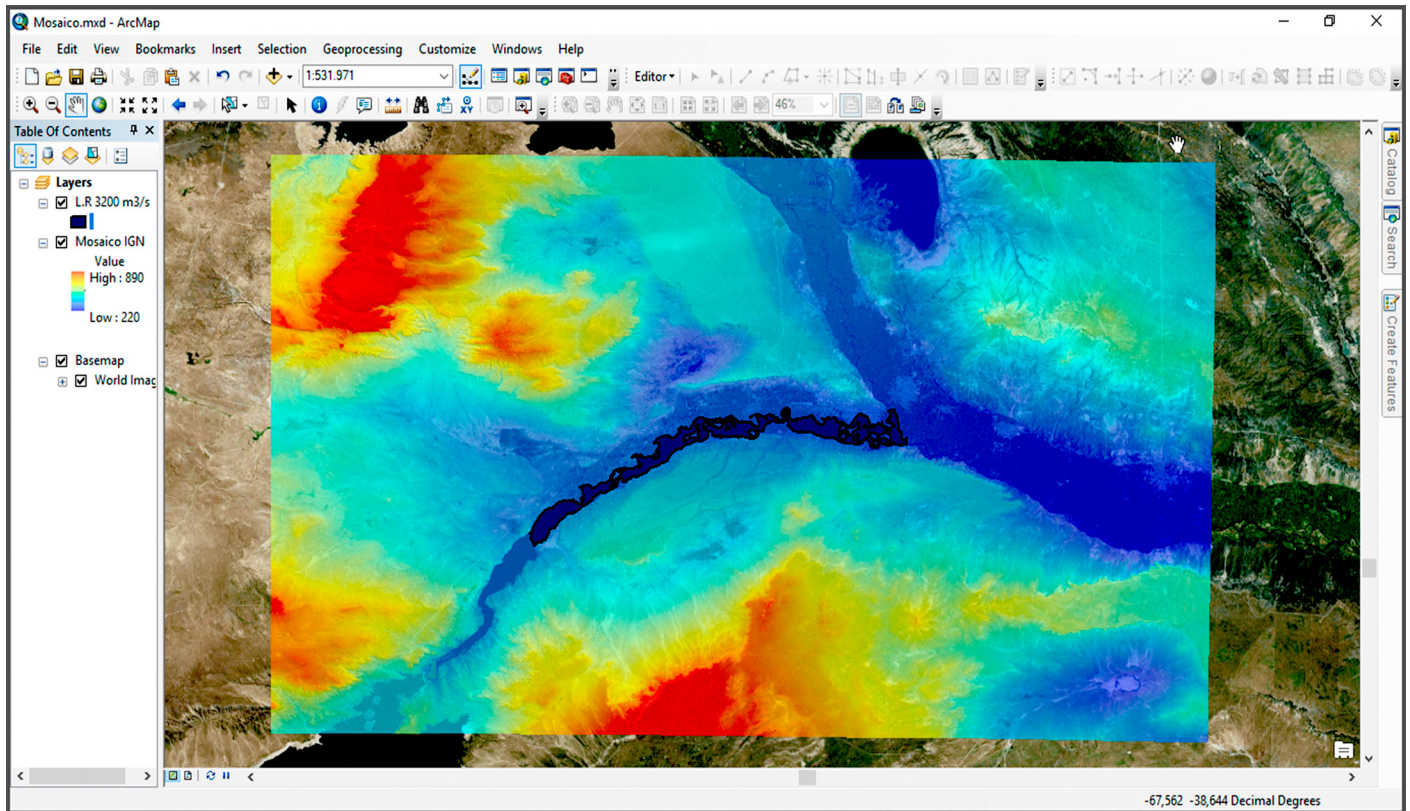 Mosaico.mxd - ArcMap
File Edit View Bookmarks Insert Selection Geoprocessing Customize Windows Help
1:531.971
Editor
46%
Table Of Contents
Layers
L.R 3200 m3/s
Mosaico IGN
Value
High : 890
Low : 220
Basemap
World Imag
Catalog
Search
Create Features
-67,562 -38,644 Decimal Degrees